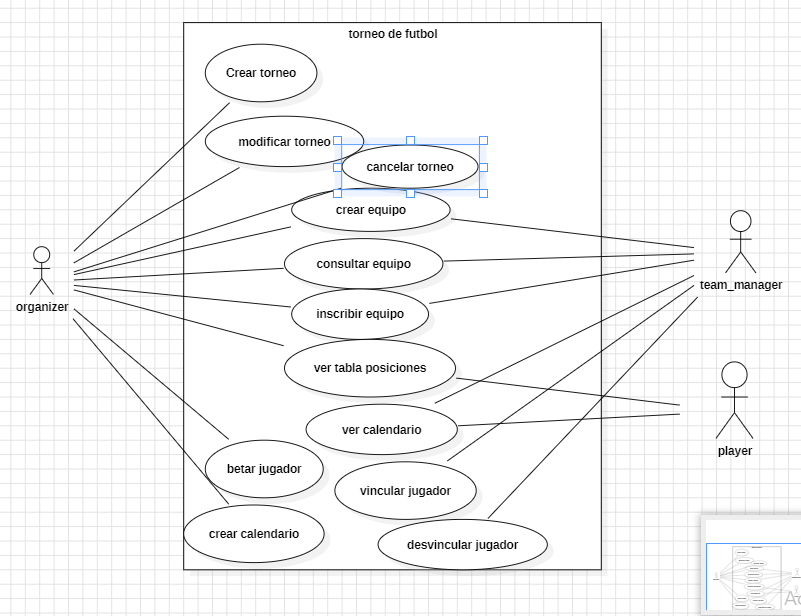 torneo de futbol
Crear torneo
modificar torneo
cancelar torneo
crear equipo
consultar equipo
organizer
team_manager
inscribir equipo
ver tabla posiciones
ver calendario
player
betar jugador
vincular jugador
crear calendario
desvincular jugador